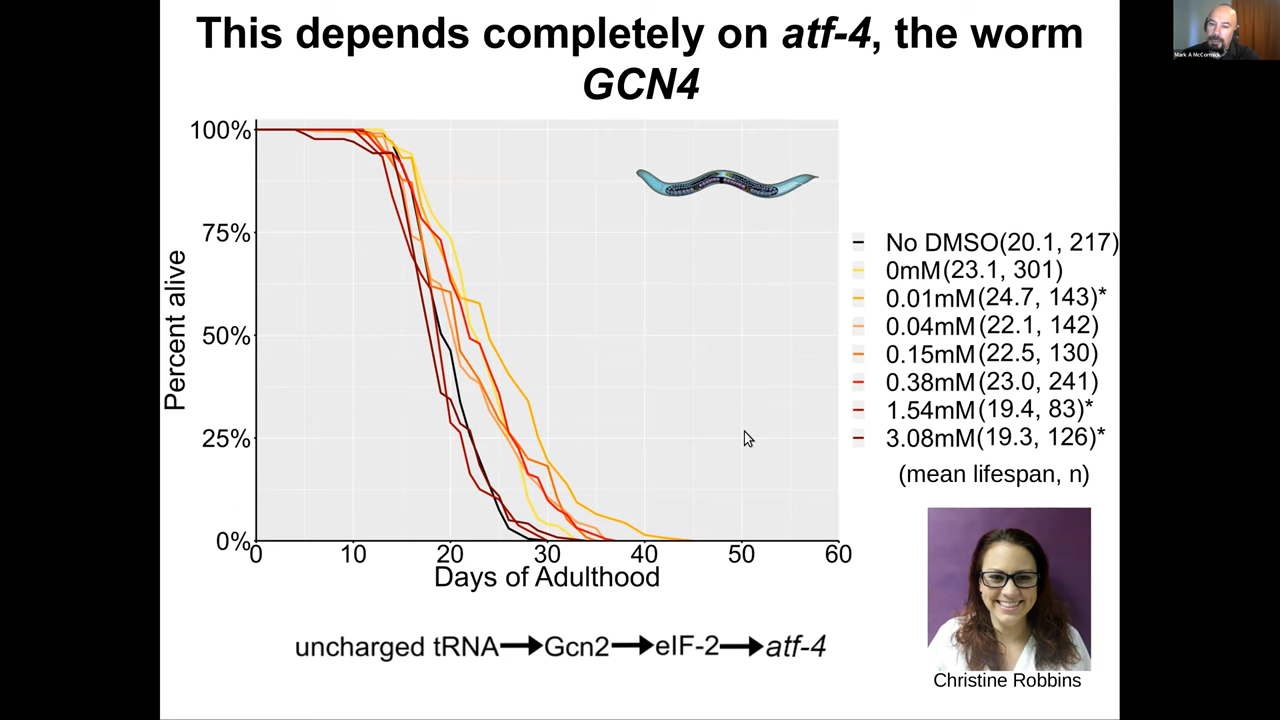 This depends completely on atf-4, the worm
GCN4
Mark A McCormick
100%
75%
50%
25%
0%
Percent alive
0 10 20 30 40 50 60
Days of Adulthood
No DMSO(20.1, 217)
0mM(23.1, 301)
0.01mM(24.7, 143)*
0.04mM(22.1, 142)
0.15mM(22.5, 130)
0.38mM(23.0, 241)
1.54mM(19.4, 83)*
3.08mM(19.3, 126)*
(mean lifespan, n)
uncharged tRNA→Gcn2→eIF-2→atf-4
Christine Robbins